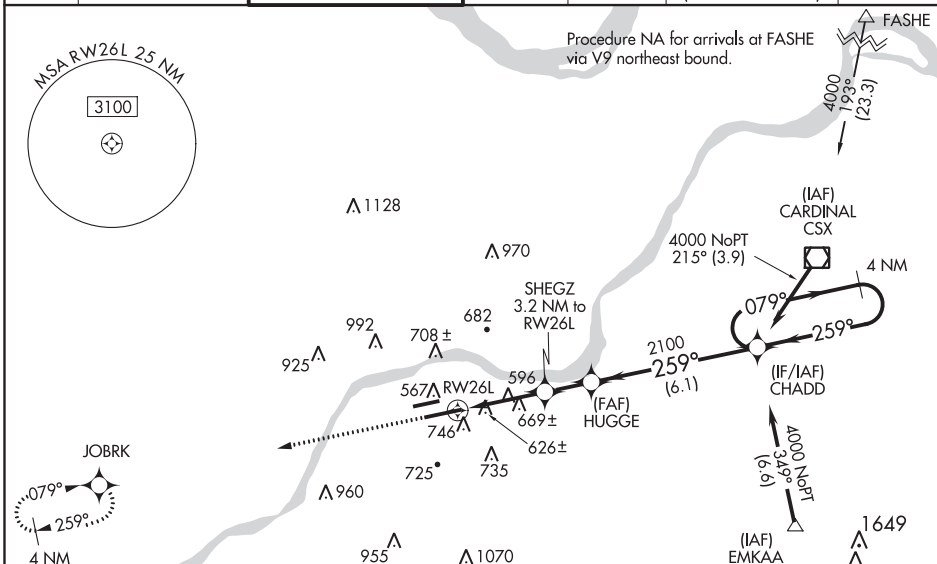 FASHE
Procedure NA for arrivals at FASHE
via V9 northeast bound.
MSA RW26L 25 NM
3100
4000
193°
(23.3)
1128
(IAF)
CARDINAL
CSX
970
4000 NoPT
215° (3.9)
4 NM
SHEGZ
3.2 NM to
RW26L
079°
682
992
708 ±
925
2100
259°
(6.1)
259°
(IF/IAF)
CHADD
567
RW26L
596
(FAF)
HUGGE
669±
746
626±
JOBRK
725
735
4000 NoPT
349°
(6.6)
079°
960
259°
4 NM
955
1070
(IAF)
EMKAA
1649